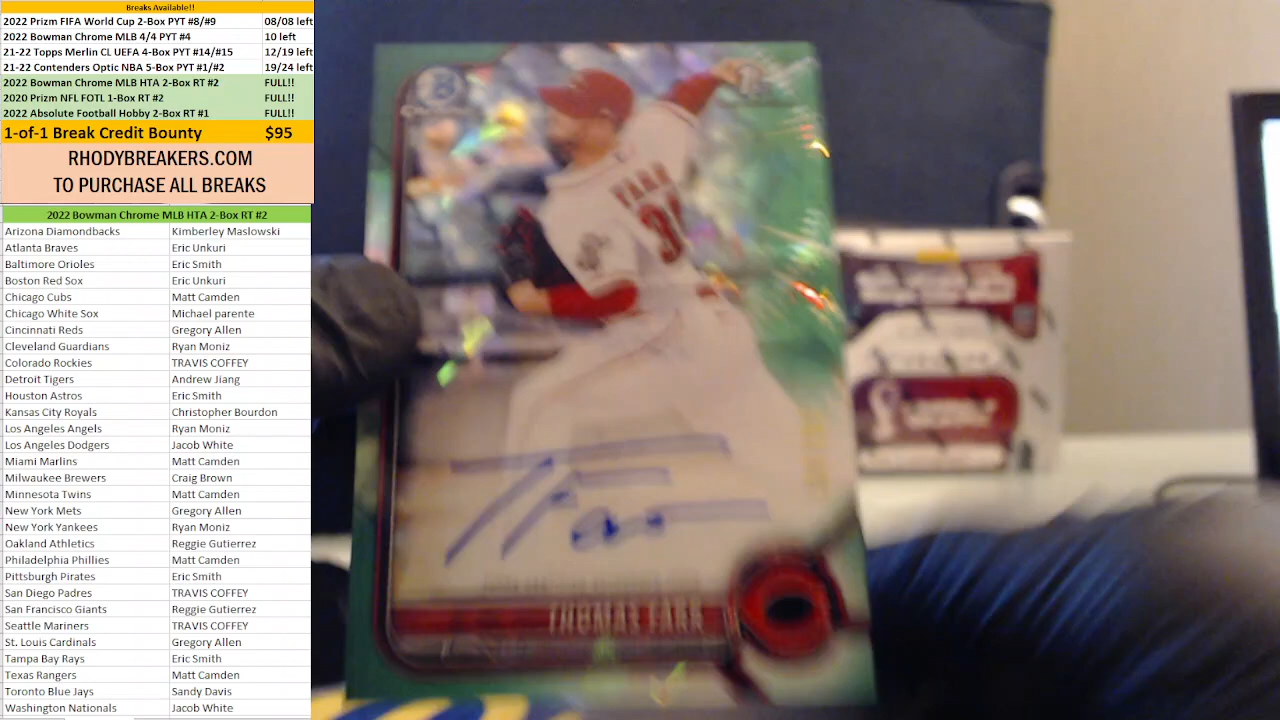 Breaks Available!!
2022 Prizm FIFA World Cup 2-Box PYT #8/#9 08/08 left
2022 Bowman Chrome MLB 4/4 PYT #4 10 left
21-22 Topps Merlin CL UEFA 4-Box PYT #14/#15 12/19 left
21-22 Contenders Optic NBA 5-Box PYT #1/#2 19/24 left
2022 Bowman Chrome MLB HTA 2-Box RT #2 FULL!!
2020 Prizm NFL FOTL 1-Box RT #2 FULL!!
2022 Absolute Football Hobby 2-Box RT #1 FULL!!
1-of-1 Break Credit Bounty $95
RHODYBREAKERS.COM
TO PURCHASE ALL BREAKS
2022 Bowman Chrome MLB HTA 2-Box RT #2
Arizona Diamondbacks Kimberley Maslowski
Atlanta Braves Eric Unkuri
Baltimore Orioles Eric Smith
Boston Red Sox Eric Unkuri
Chicago Cubs Matt Camden
Chicago White Sox Michael parente
Cincinnati Reds Gregory Allen
Cleveland Guardians Ryan Moniz
Colorado Rockies TRAVIS COFFEY
Detroit Tigers Andrew Jiang
Houston Astros Eric Smith
Kansas City Royals Christopher Bourdon
Los Angeles Angels Ryan Moniz
Los Angeles Dodgers Jacob White
Miami Marlins Matt Camden
Milwaukee Brewers Craig Brown
Minnesota Twins Matt Camden
New York Mets Gregory Allen
New York Yankees Ryan Moniz
Oakland Athletics Reggie Gutierrez
Philadelphia Phillies Matt Camden
Pittsburgh Pirates Eric Smith
San Diego Padres TRAVIS COFFEY
San Francisco Giants Reggie Gutierrez
Seattle Mariners TRAVIS COFFEY
St. Louis Cardinals Gregory Allen
Tampa Bay Rays Eric Smith
Texas Rangers Matt Camden
Toronto Blue Jays Sandy Davis
Washington Nationals Jacob White
FARR
THOMAS FARR